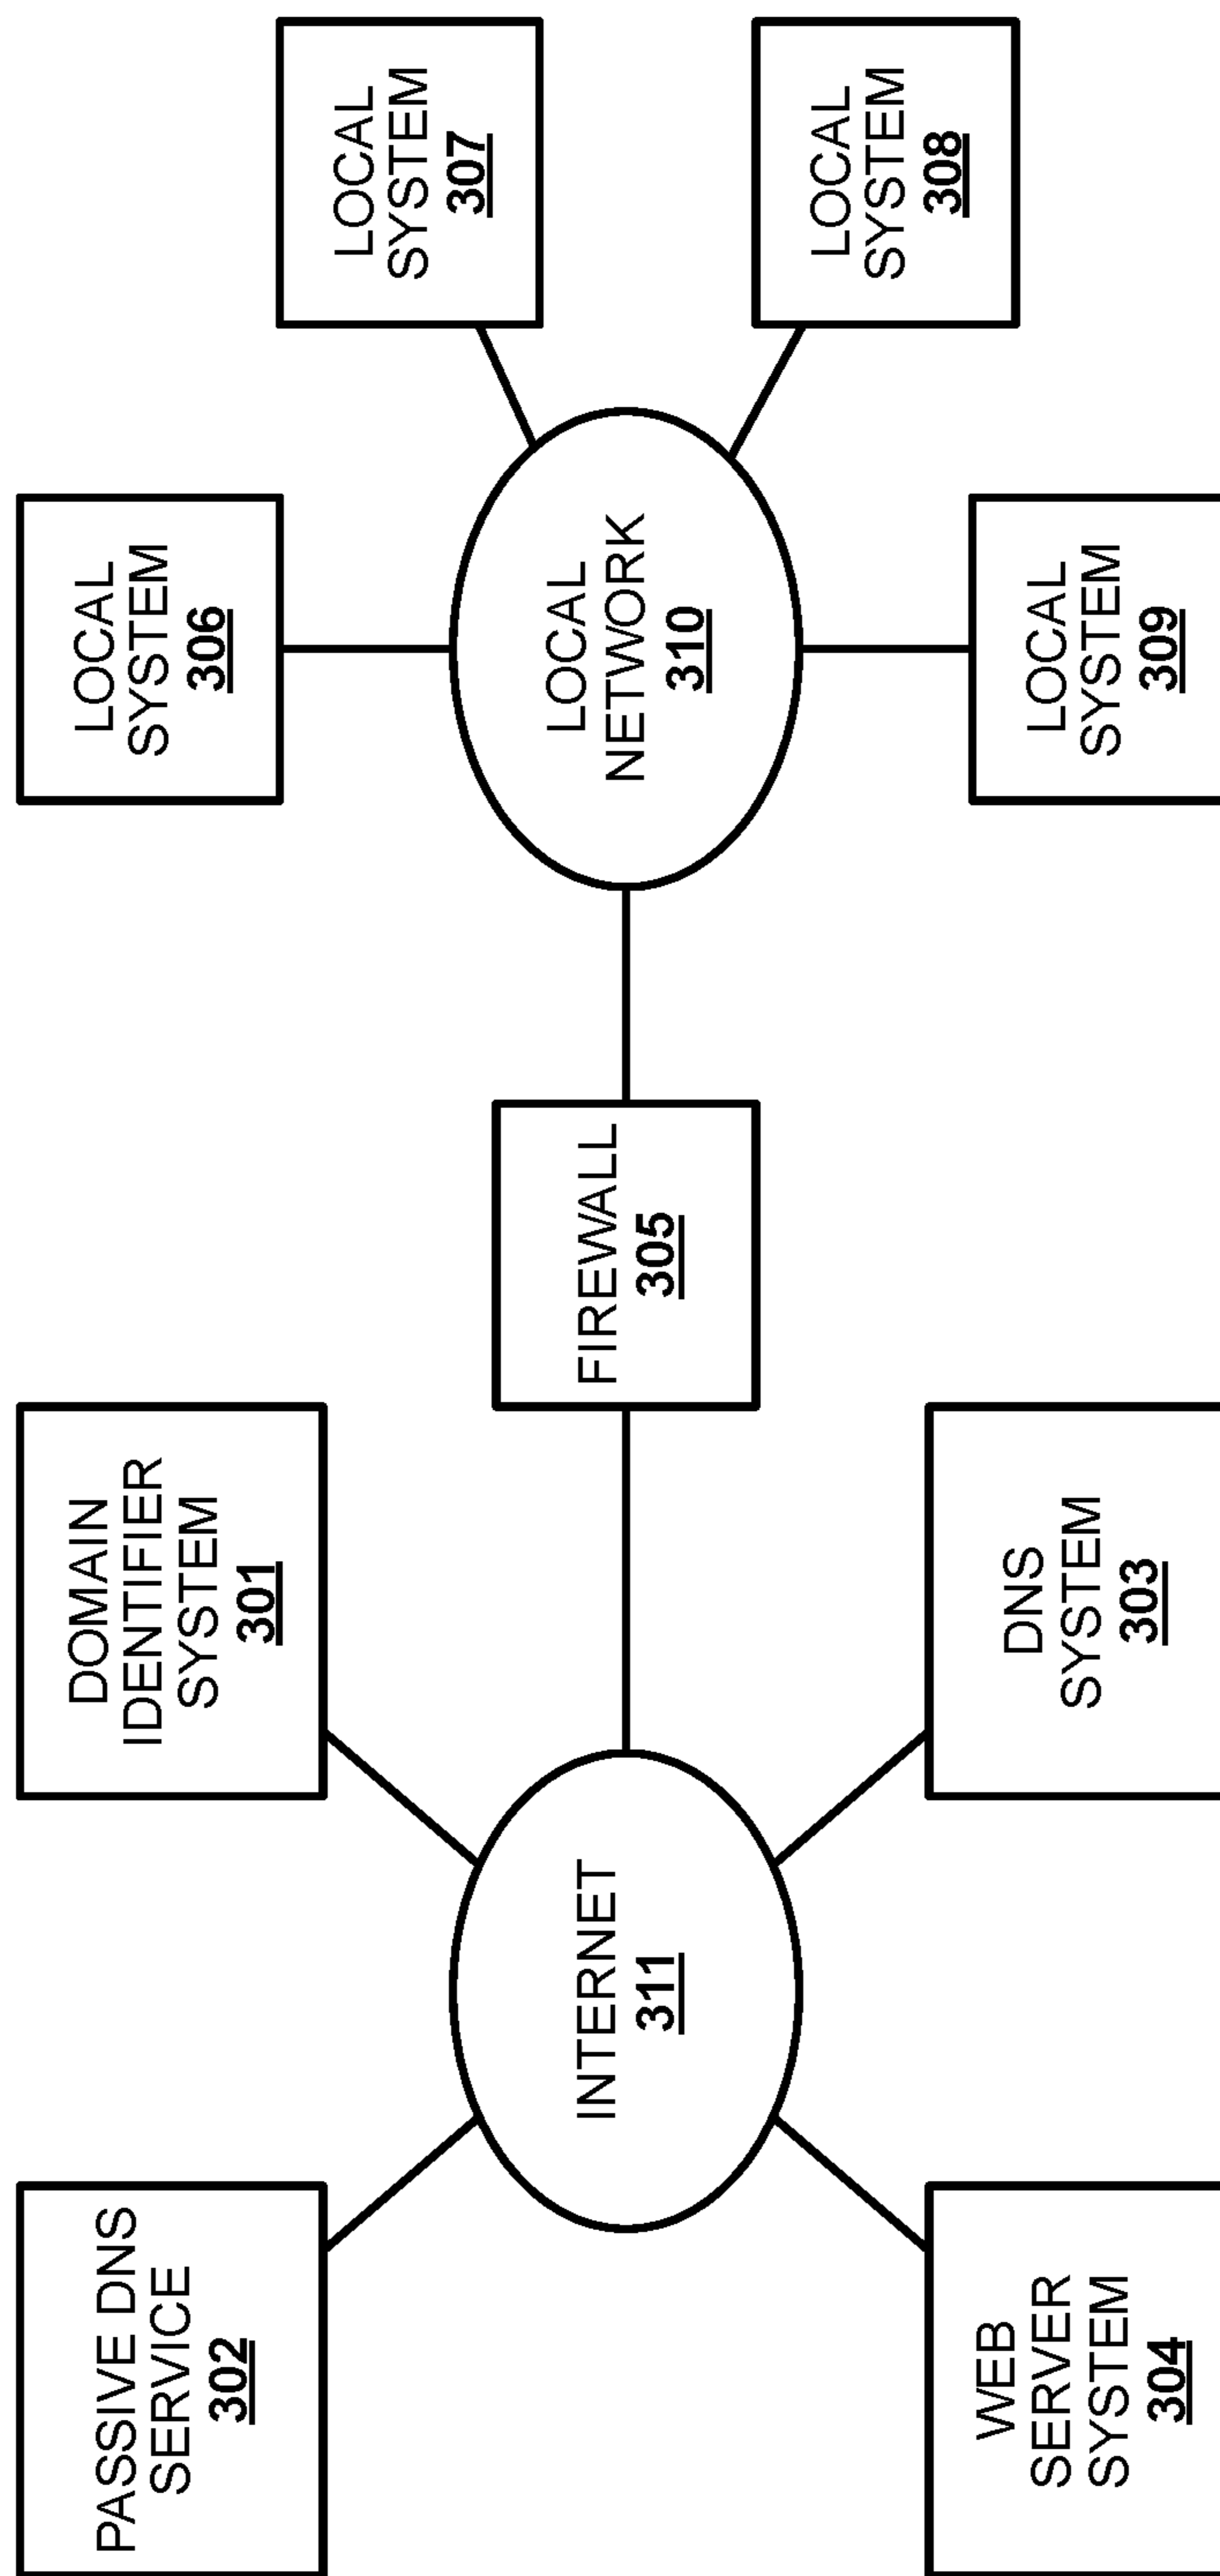 PASSIVE DNS
SERVICE
302
DOMAIN
IDENTIFIER
SYSTEM
301
LOCAL
SYSTEM
306
LOCAL
SYSTEM
307
INTERNET
311
FIREWALL
305
LOCAL
NETWORK
310
LOCAL
SYSTEM
308
WEB
SERVER
SYSTEM
304
DNS
SYSTEM
303
LOCAL
SYSTEM
309